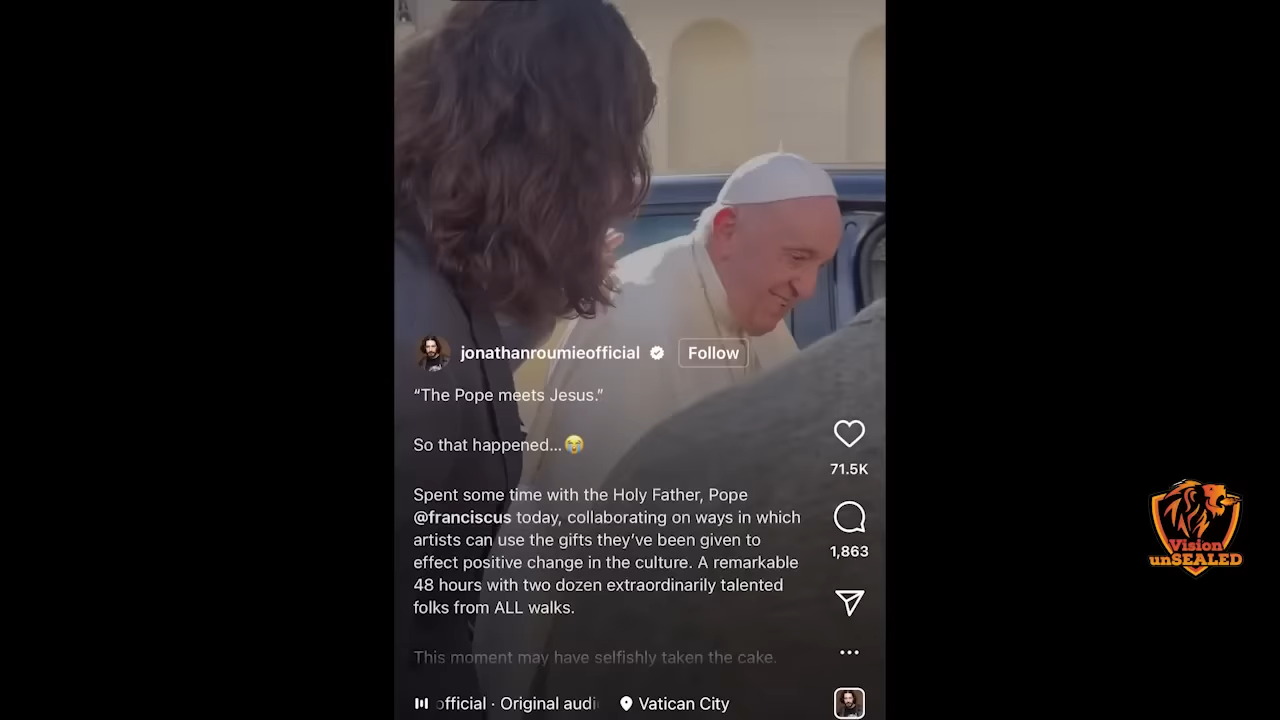 jonathanroumieofficial Follow
“The Pope meets Jesus.”
So that happened...😭
Spent some time with the Holy Father, Pope
@franciscus today, collaborating on ways in which
artists can use the gifts they’ve been given to
effect positive change in the culture. A remarkable
48 hours with two dozen extraordinarily talented
folks from ALL walks.
This moment may have selfishly taken the cake.
official · Original audi
Vatican City
71.5K
1,863
Vision
unSEALED